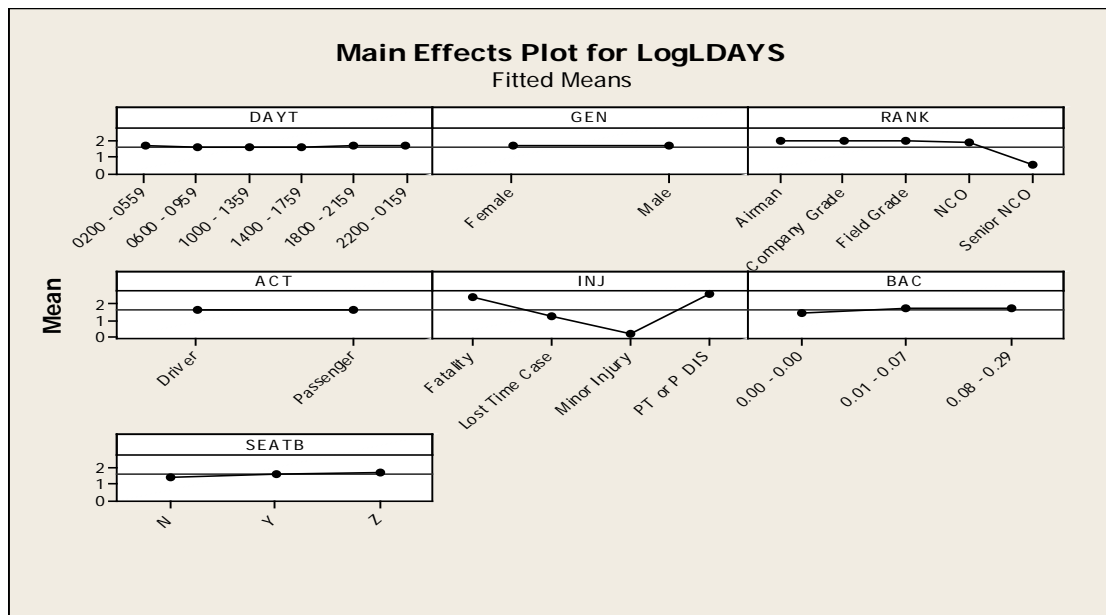 Main Effects Plot for LogLDAYS
Fitted Means
DAYT GEN RANK
2
1
0
0200 - 0559 0600 - 0959 1000 - 1359 1400 - 1759 1800 - 2159 2200 - 0159 Female Male Airman Company Grade Field Grade NCO Senior NCO
Mean
ACT INJ BAC
2
1
0
Driver Passenger Fatality Lost Time Case Minor Injury PT or P DIS 0.00 - 0.00 0.01 - 0.07 0.08 - 0.29
SEATB
2
1
0
N Y Z